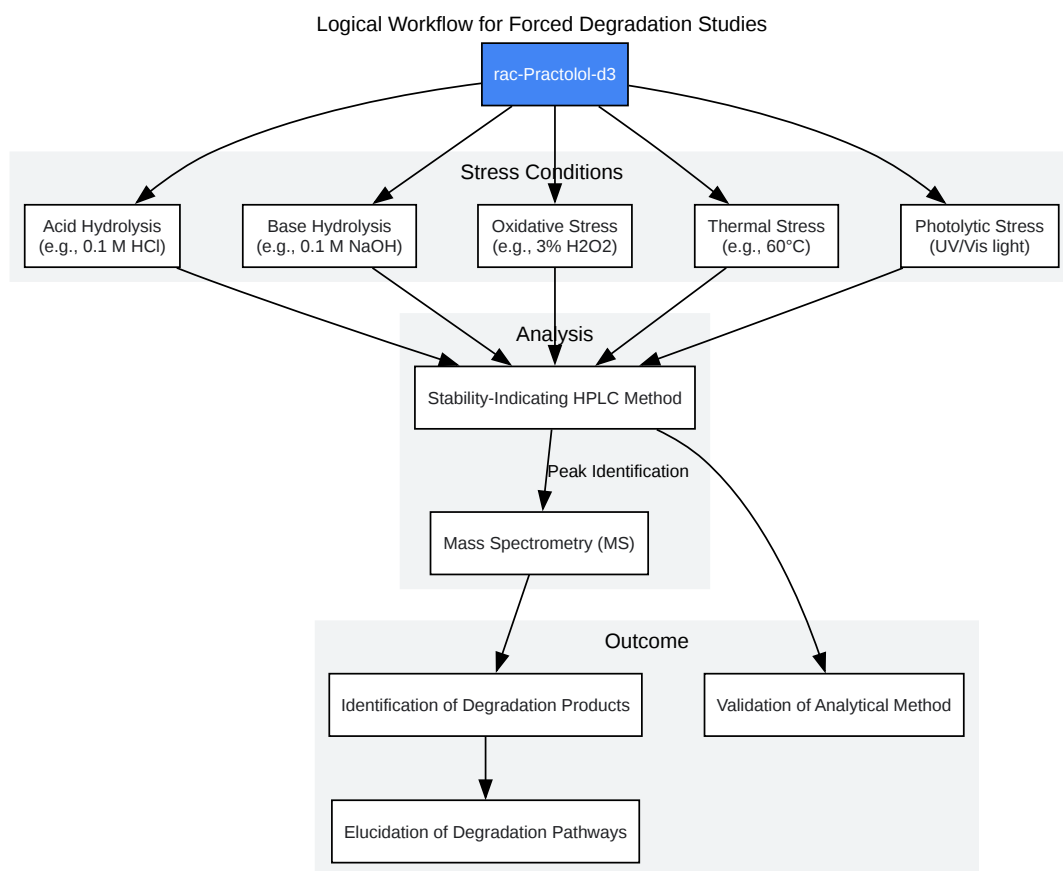 Logical Workflow for Forced Degradation Studies
rac-Practolol-d3
Stress Conditions
Acid Hydrolysis
(e.g., 0.1 M HCl)
Base Hydrolysis
(e.g., 0.1 M NaOH)
Oxidative Stress
(e.g., 3% H2O2)
Thermal Stress
(e.g., 60°C)
Photolytic Stress
(UV/Vis light)
Analysis
Stability-Indicating HPLC Method
Peak Identification
Mass Spectrometry (MS)
Outcome
Identification of Degradation Products
Validation of Analytical Method
Elucidation of Degradation Pathways